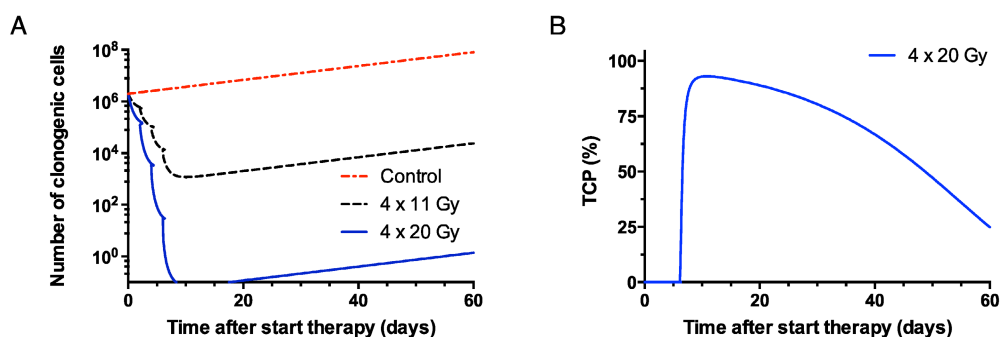 A
Number of clonogenic cells
10^8
10^6
10^4
10^2
10^0
0
20
40
60
Time after start therapy (days)
Control
4 x 11 Gy
4 x 20 Gy
B
TCP (%)
100
75
50
25
0
0
20
40
60
Time after start therapy (days)
4 x 20 Gy